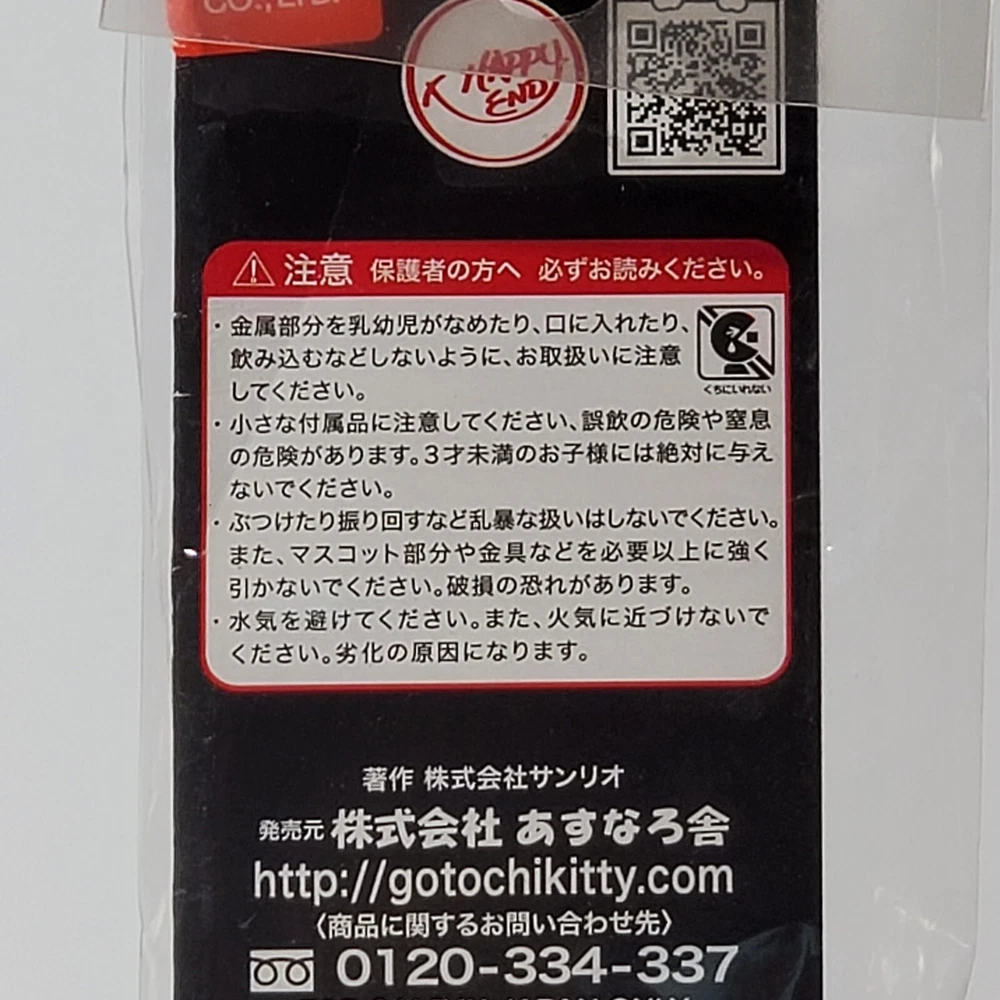 CO.,LTD.
HAPPY
END
注意 保護者の方へ 必ずお読みください。
・金属部分を乳幼児がなめたり、口に入れたり、
飲み込むなどしないように、お取扱いに注意
してください。
くちにいれない
・小さな付属品に注意してください、誤飲の危険や窒息
の危険があります。3才未満のお子様には絶対に与え
ないでください。
・ぶつけたり振り回すなど乱暴な扱いはしないでください。
また、マスコット部分や金具などを必要以上に強く
引かないでください。破損の恐れがあります。
・水気を避けてください。また、火気に近づけないで
ください。劣化の原因になります。
著作 株式会社サンリオ
発売元 株式会社 あすなろ舎
http://gotochikitty.com
〈商品に関するお問い合わせ先〉
0120-334-337